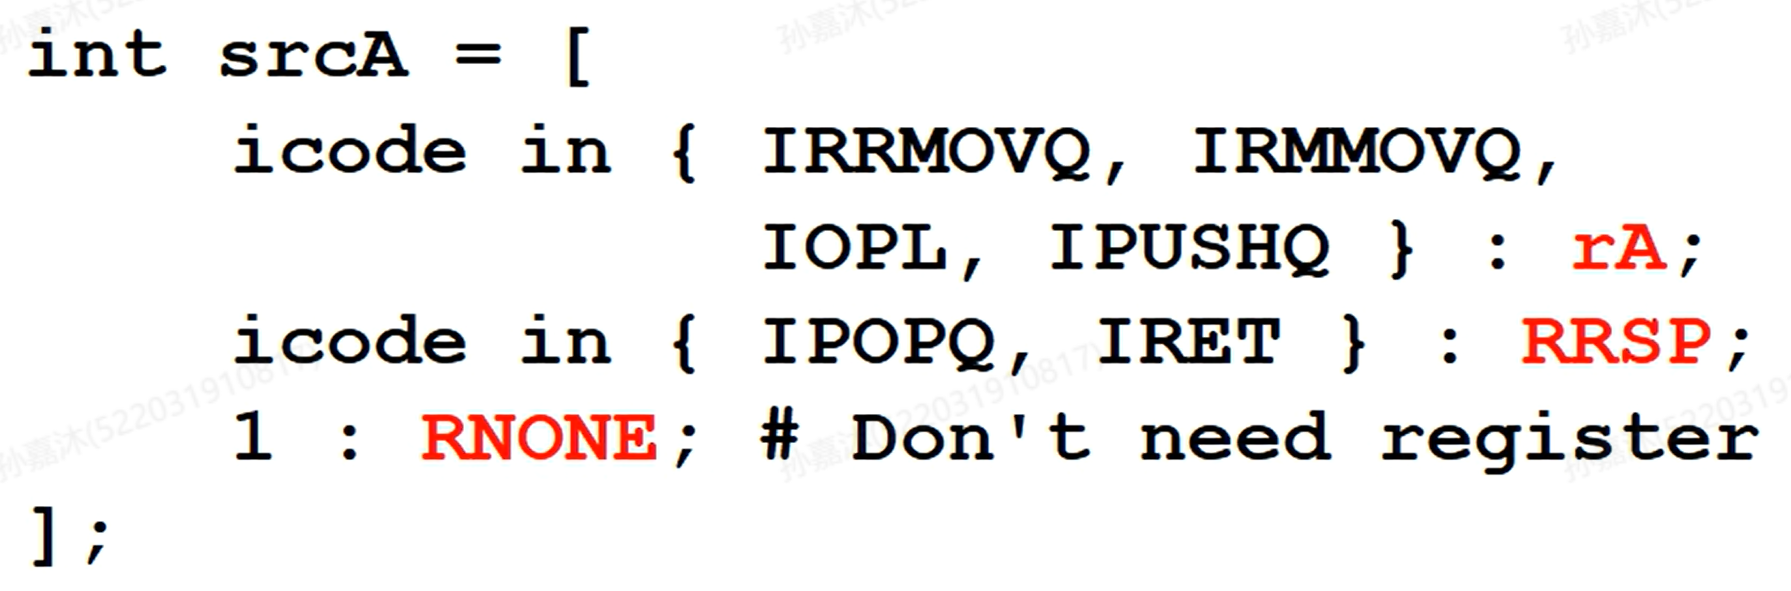 int srcA = [
    icode in { IRRMOVQ, IRMMOVQ,
               IOPL, IPUSHQ } : rA;
    icode in { IPOPQ, IRET } : RRSP;
    1 : RNONE; # Don't need register
];
孙嘉沐(522031910817)